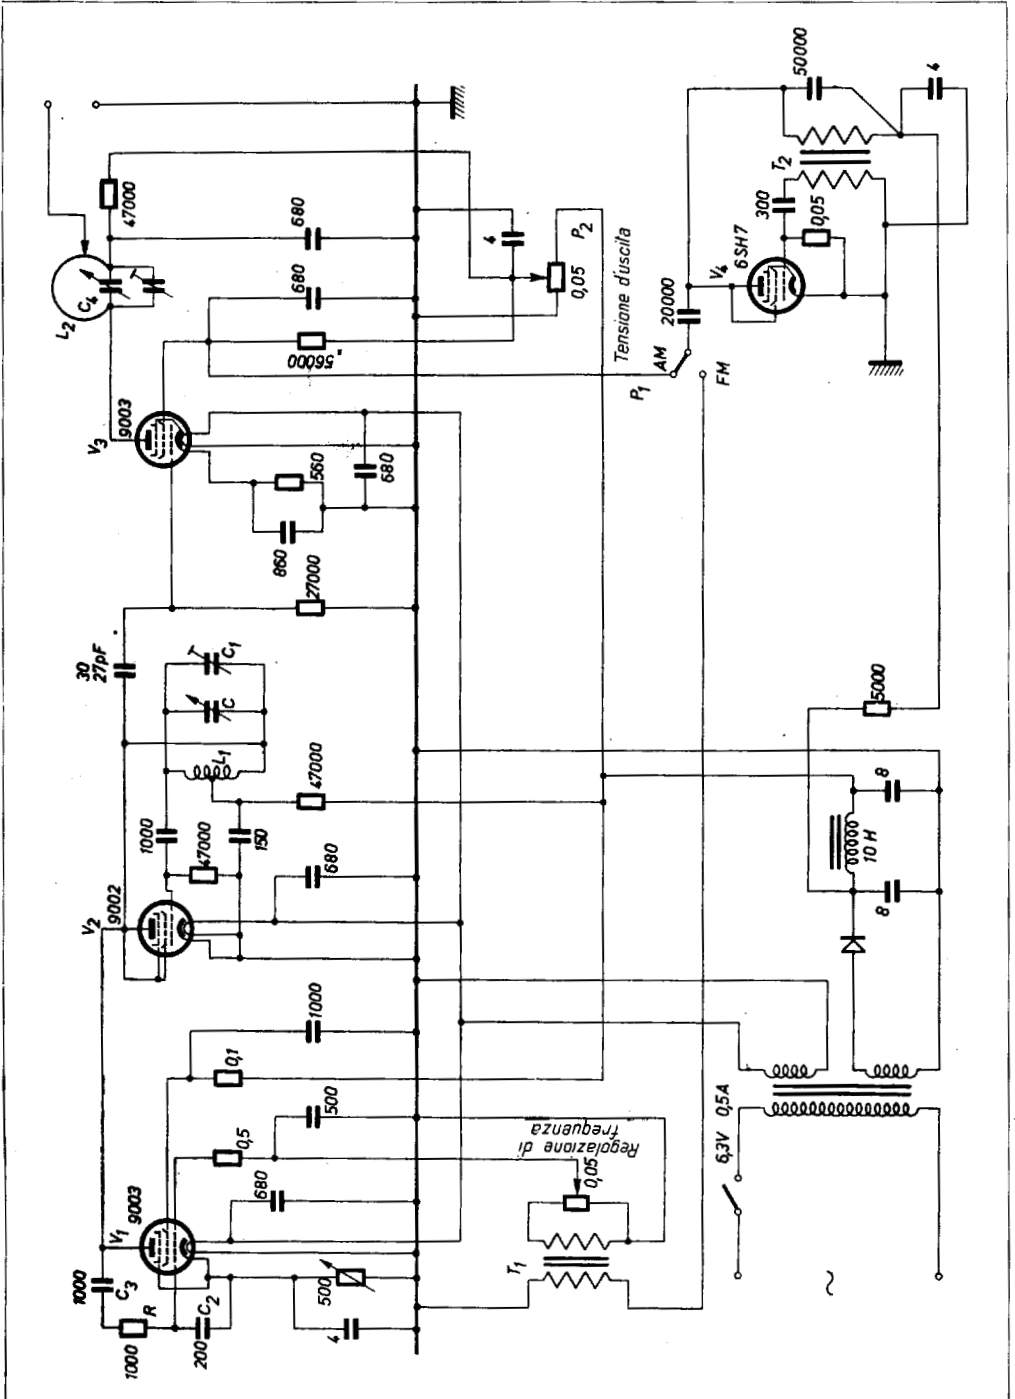 1000
C3
R
1000
200
C2
V1
9003
4
500
680
0,5
500
0,1
1000
V2
9002
1000
47000
150
680
L1
47000
C
C1
30
27pF
27000
V3
9003
860
560
680
L2
C4
47000
56000
680
680
4
P2
0,05
Tensione d'uscita
T1
0,05
Regolazione di
frequenza
P1
AM
FM
20000
V4
6SH7
300
0,05
T2
50000
4
5000
8
10 H
8
6,3V 0,5A
~